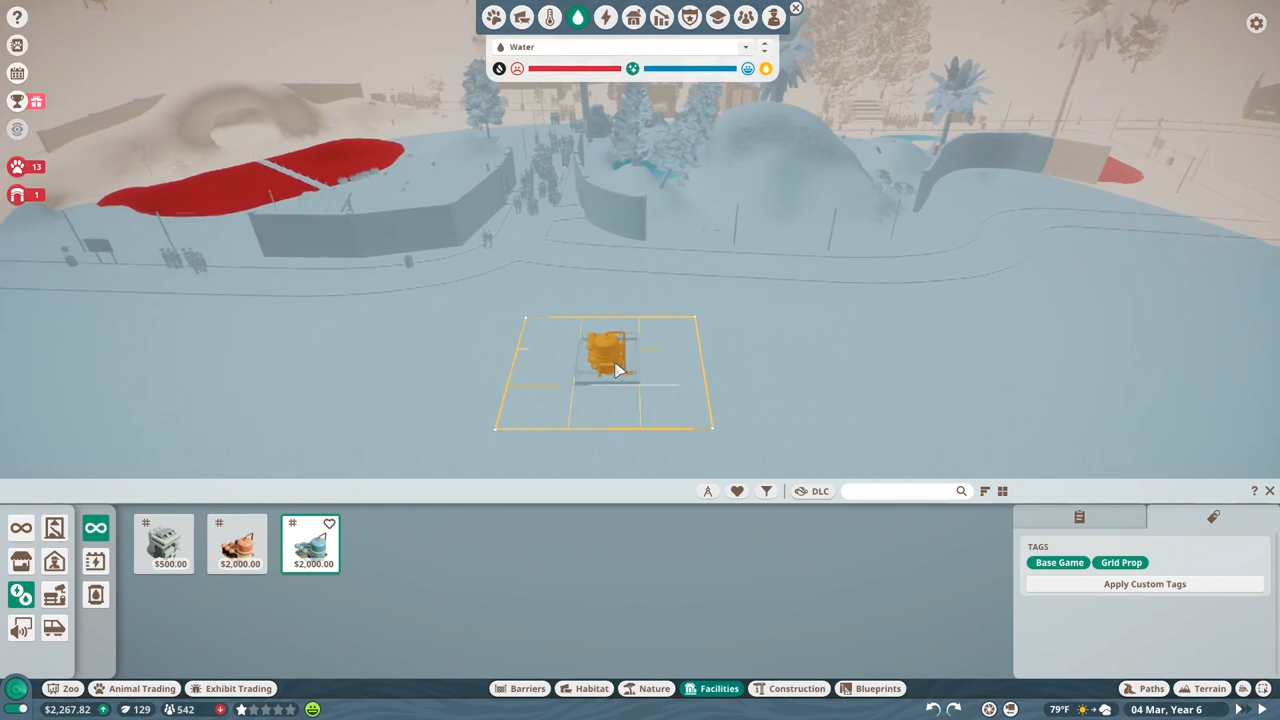 Water
13
1
DLC
$500.00
$2,000.00
$2,000.00
TAGS
Base Game
Grid Prop
Apply Custom Tags
Zoo
Animal Trading
Exhibit Trading
Barriers
Habitat
Nature
Facilities
Construction
Blueprints
Paths
Terrain
$2,267.82
129
542
79°F
04 Mar, Year 6